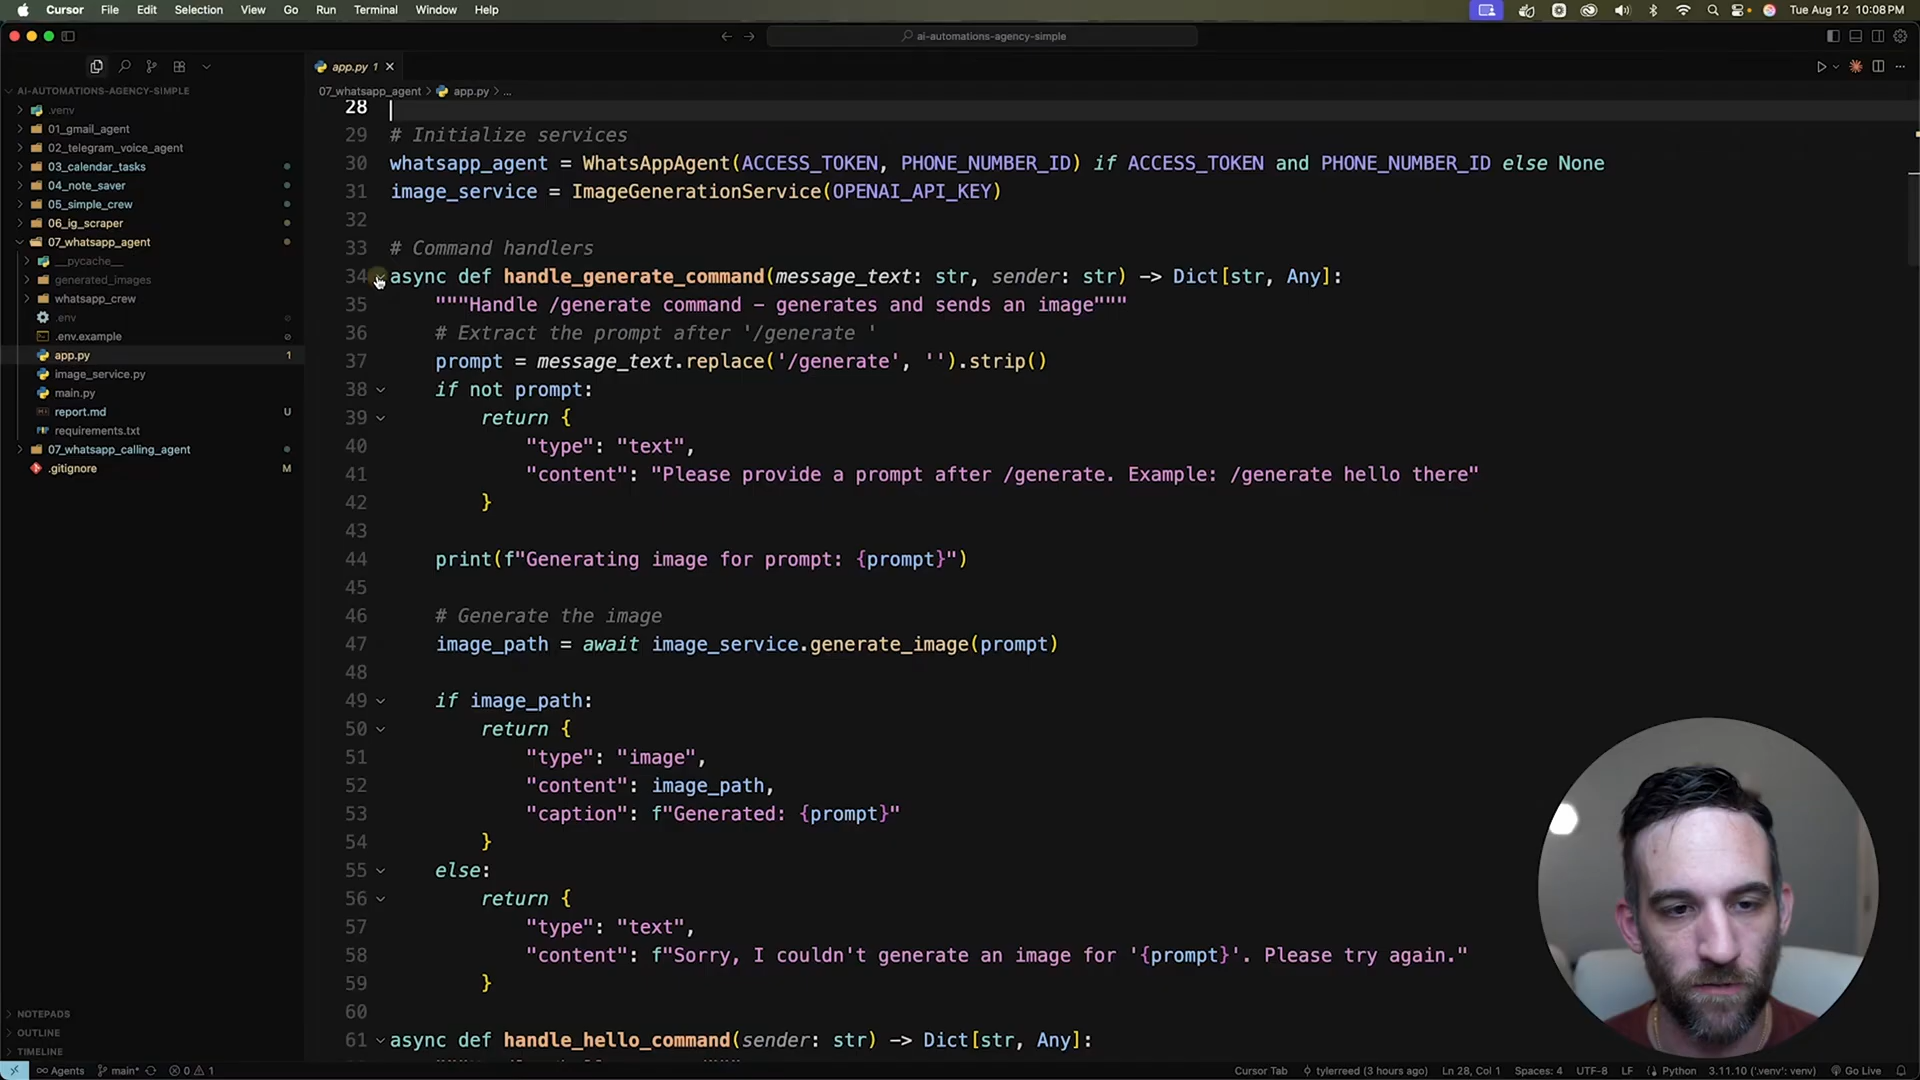 Cursor File Edit Selection View Go Run Terminal Window Help Tue Aug 12 10:08 PM
ai-automations-agency-simple
app.py 1
AI-AUTOMATIONS-AGENCY-SIMPLE
07_whatsapp_agent > app.py > ...
.venv
01_gmail_agent
02_telegram_voice_agent
03_calendar_tasks
04_note_saver
05_simple_crew
06_ig_scraper
07_whatsapp_agent
__pycache__
generated_images
whatsapp_crew
.env
.env.example
app.py 1
image_service.py
main.py
report.md U
requirements.txt
07_whatsapp_calling_agent
.gitignore M
NOTEPADS
OUTLINE
TIMELINE
28
29 # Initialize services
30 whatsapp_agent = WhatsAppAgent(ACCESS_TOKEN, PHONE_NUMBER_ID) if ACCESS_TOKEN and PHONE_NUMBER_ID else None
31 image_service = ImageGenerationService(OPENAI_API_KEY)
32
33 # Command handlers
34 async def handle_generate_command(message_text: str, sender: str) -> Dict[str, Any]:
35 """Handle /generate command - generates and sends an image"""
36 # Extract the prompt after '/generate '
37 prompt = message_text.replace('/generate', '').strip()
38 if not prompt:
39 return {
40 "type": "text",
41 "content": "Please provide a prompt after /generate. Example: /generate hello there"
42 }
43
44 print(f"Generating image for prompt: {prompt}")
45
46 # Generate the image
47 image_path = await image_service.generate_image(prompt)
48
49 if image_path:
50 return {
51 "type": "image",
52 "content": image_path,
53 "caption": f"Generated: {prompt}"
54 }
55 else:
56 return {
57 "type": "text",
58 "content": f"Sorry, I couldn't generate an image for '{prompt}'. Please try again."
59 }
60
61 async def handle_hello_command(sender: str) -> Dict[str, Any]:
Agents main* 0 1 Cursor Tab tylerreed (3 hours ago) Ln 28, Col 1 Spaces: 4 UTF-8 LF Python 3.11.10 ('.venv': venv) Go Live